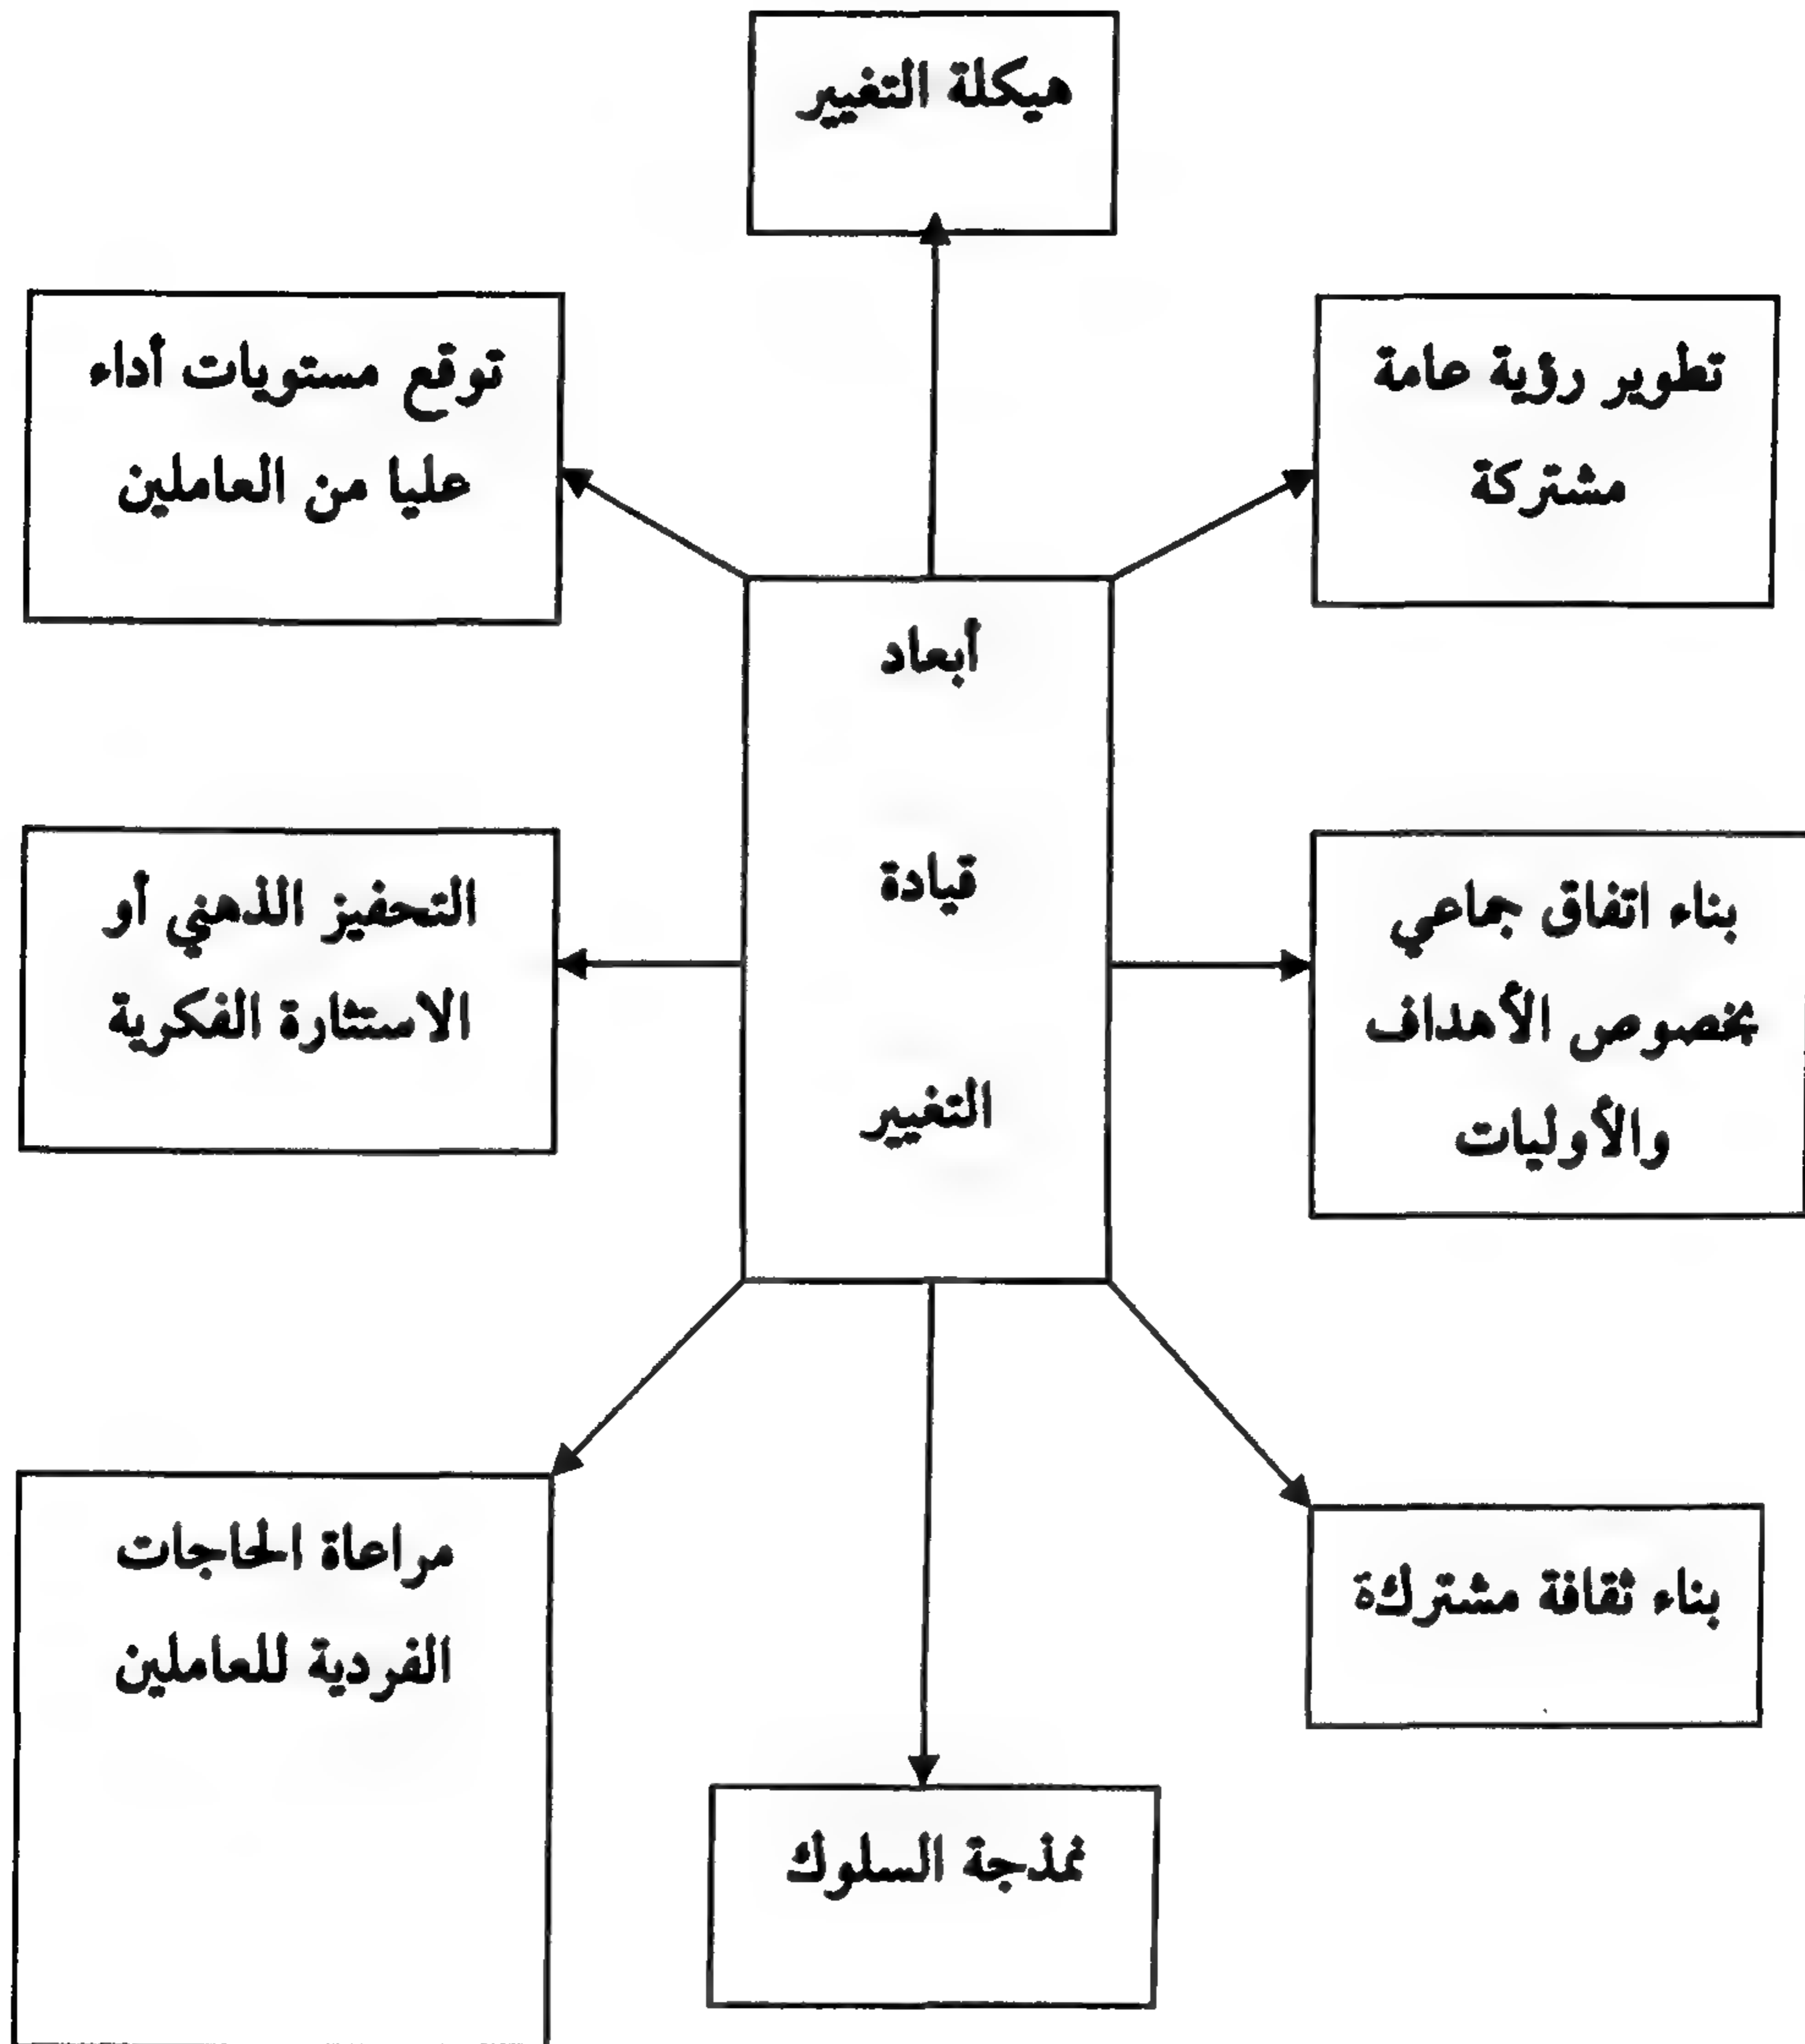 هيكلة التغيير
تطوير رؤية عامة
مشتركة
توقع مستويات أداء
عليا من العاملين
أبعاد
قيادة
التغيير
بناء اتفاق جماعي
بخصوص الأهداف
والأوليات
التحفيز الذهني أو
الاستثارة الفكرية
بناء ثقافة مشتركة
مراعاة الحاجات
الفردية للعاملين
نمذجة السلوك